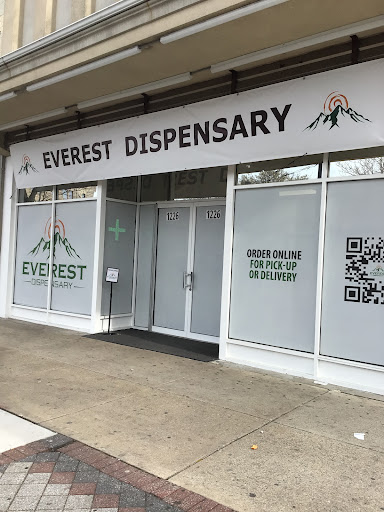 EVEREST DISPENSARY
1226
1226
EVEREST
DISPENSARY
ORDER ONLINE
FOR PICK-UP
OR DELIVERY